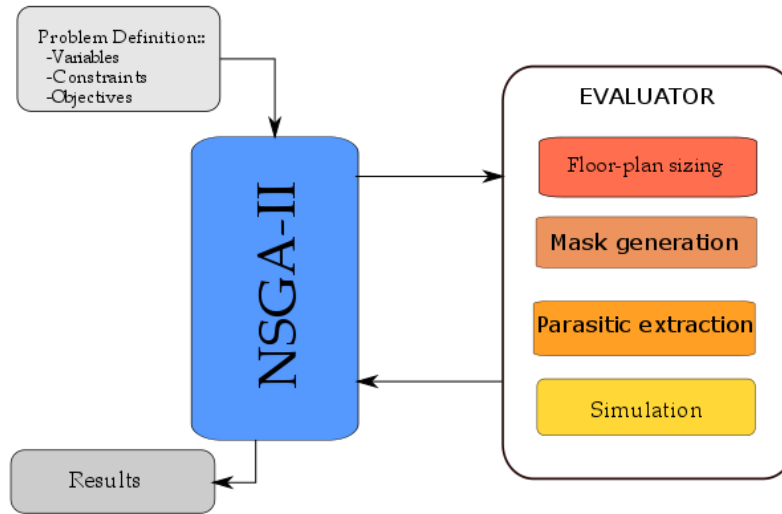 Problem Definition::
-Variables
-Constraints
-Objectives
NSGA-II
EVALUATOR
Floor-plan sizing
Mask generation
Parasitic extraction
Simulation
Results